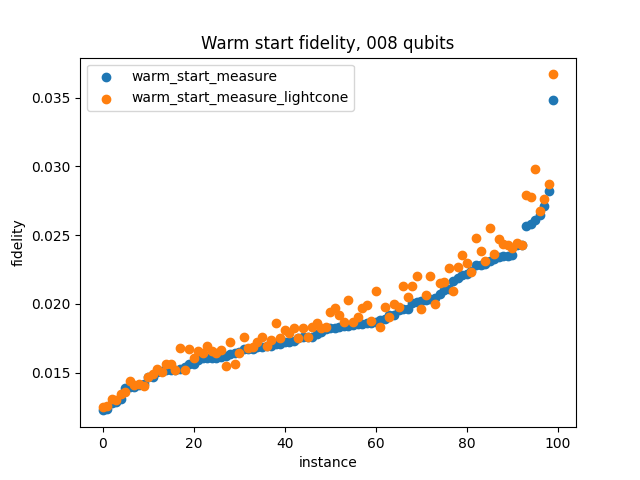 Warm start fidelity, 008 qubits
warm_start_measure
warm_start_measure_lightcone
0.035
0.030
0.025
0.020
0.015
fidelity
0 20 40 60 80 100
instance